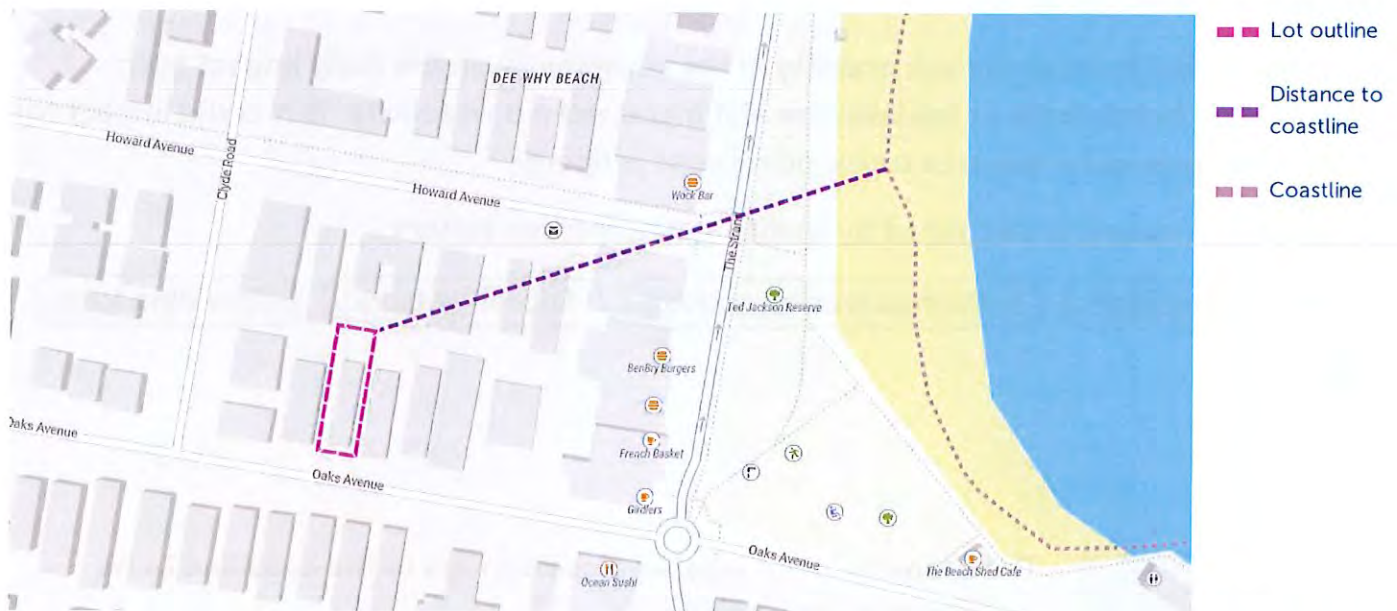 DEE WHY BEACH
Howard Avenue
Clyde Road
Howard Avenue
Wock Bar
The Strand
Ted Jackson Reserve
BenBry Burgers
French Basket
Girdlers
Oaks Avenue
Oaks Avenue
Oaks Avenue
Ocean Sushi
The Beach Shed Cafe
Lot outline
Distance to
coastline
Coastline